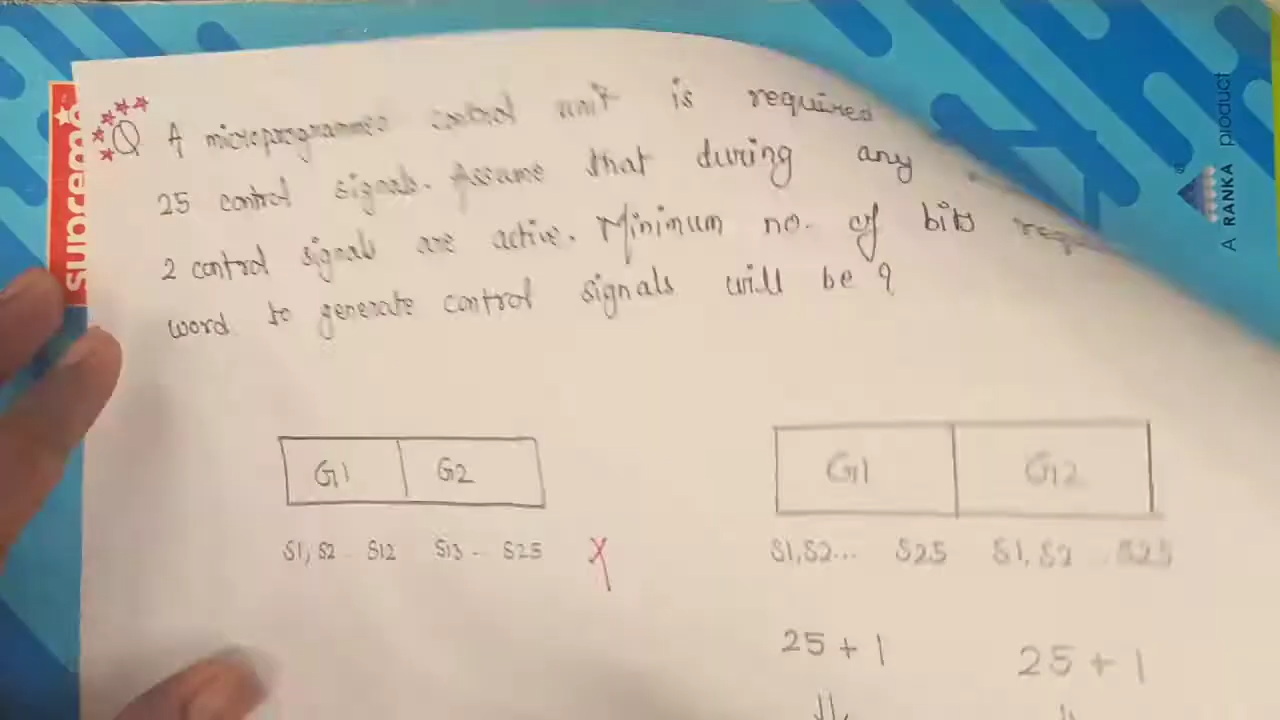 Q A microprogrammed control unit is required
25 control signals. Assume that during any
2 control signals are active. Minimum no. of bits
word to generate control signals will be ?
G1 G2 G1 G2
S1, S2 .. S12 S13 .. S25 X S1, S2... S25 S1, S2 .. S25
25 + 1 25 + 1
supreme
A RANKA product